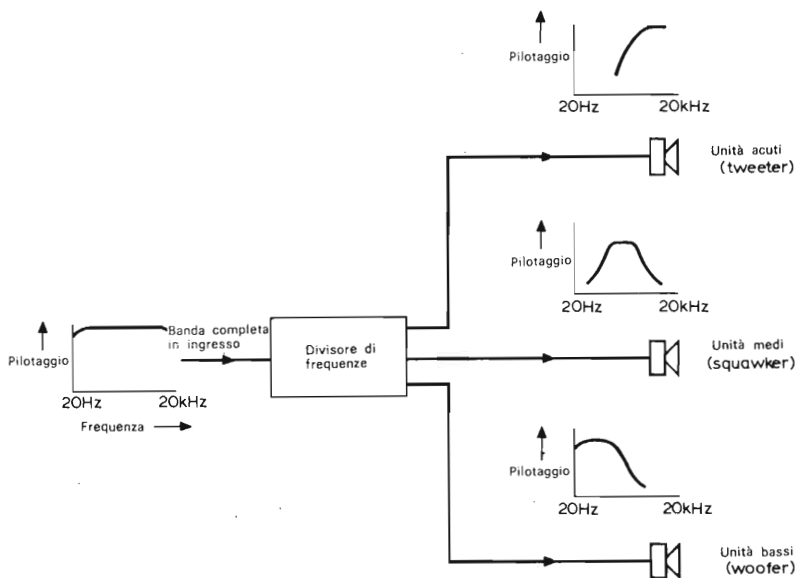 Pilotaggio
20Hz 20kHz
Unità acuti
(tweeter)
Pilotaggio
20Hz 20kHz
Banda completa
in ingresso
Pilotaggio
20Hz 20kHz
Frequenza
Divisore di
frequenze
Unità medi
(squawker)
Pilotaggio
20Hz 20kHz
Unità bassi
(woofer)